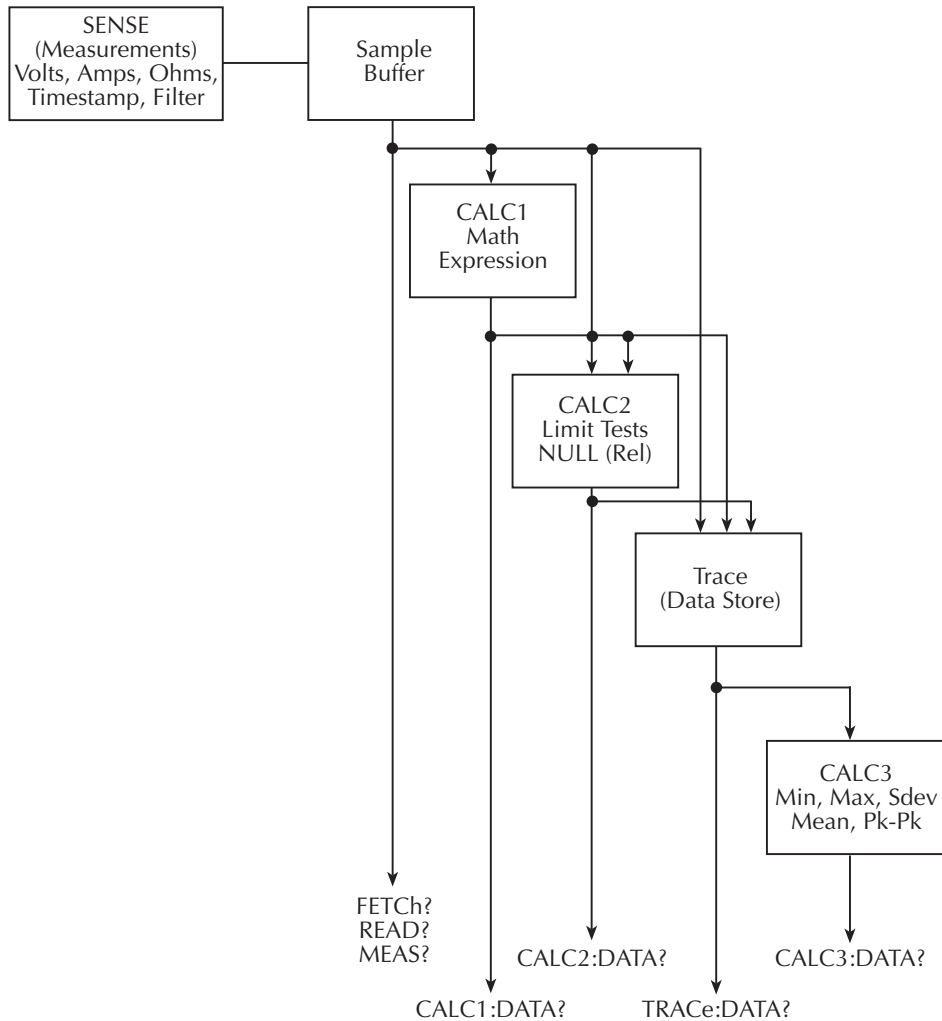 SENSE
(Measurements)
Volts, Amps, Ohms,
Timestamp, Filter
Sample
Buffer
CALC1
Math
Expression
CALC2
Limit Tests
NULL (Rel)
Trace
(Data Store)
CALC3
Min, Max, Sdev
Mean, Pk-Pk
FETCh?
READ?
MEAS?
CALC2:DATA?
CALC3:DATA?
CALC1:DATA?
TRACe:DATA?